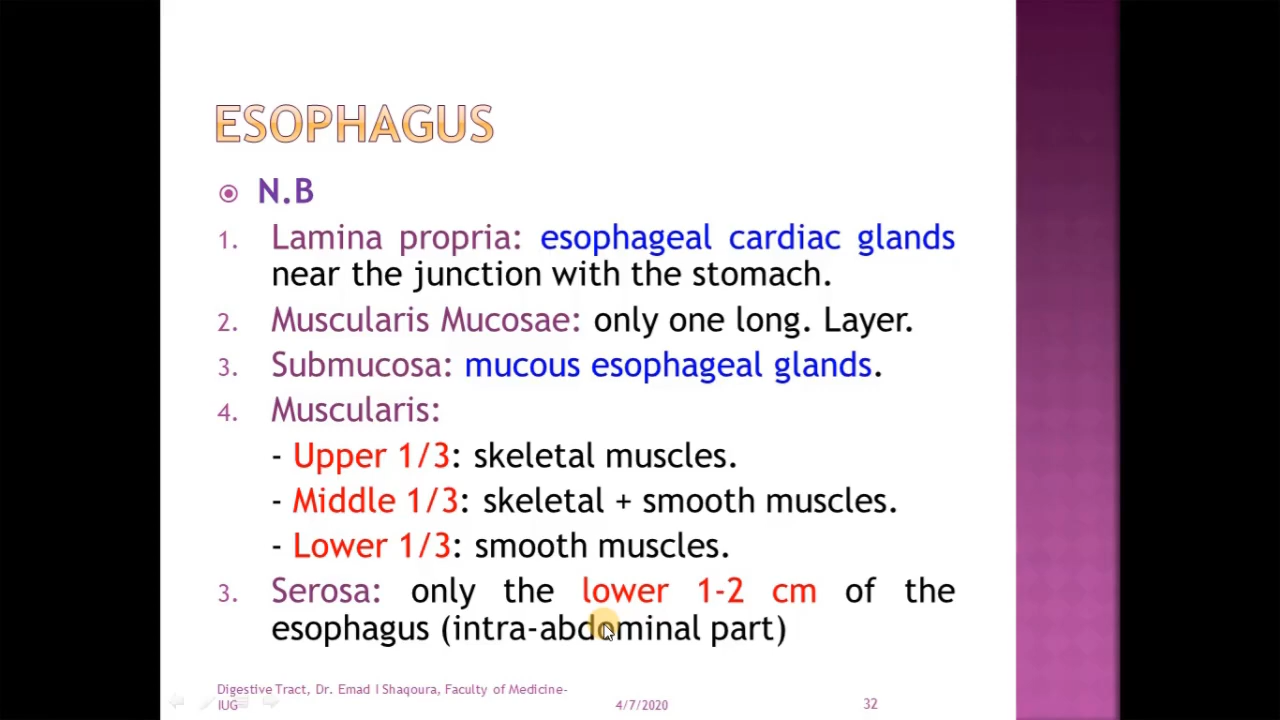 ESOPHAGUS
N.B
1. Lamina propria: esophageal cardiac glands
near the junction with the stomach.
2. Muscularis Mucosae: only one long. Layer.
3. Submucosa: mucous esophageal glands.
4. Muscularis:
- Upper 1/3: skeletal muscles.
- Middle 1/3: skeletal + smooth muscles.
- Lower 1/3: smooth muscles.
3. Serosa: only the lower 1-2 cm of the
esophagus (intra-abdominal part)
Digestive Tract, Dr. Emad I Shaqoura, Faculty of Medicine-
IUG 4/7/2020 32